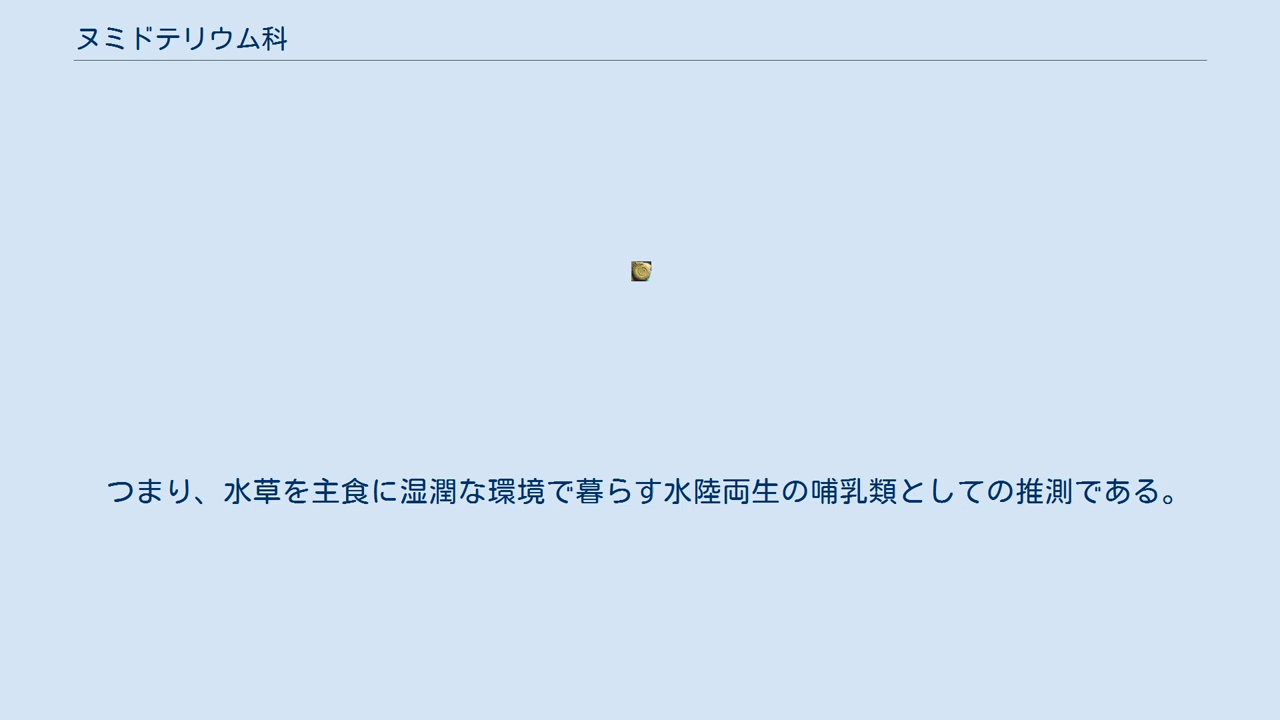 ヌミドテリウム科
つまり、水草を主食に湿潤な環境で暮らす水陸両生の哺乳類としての推測である。